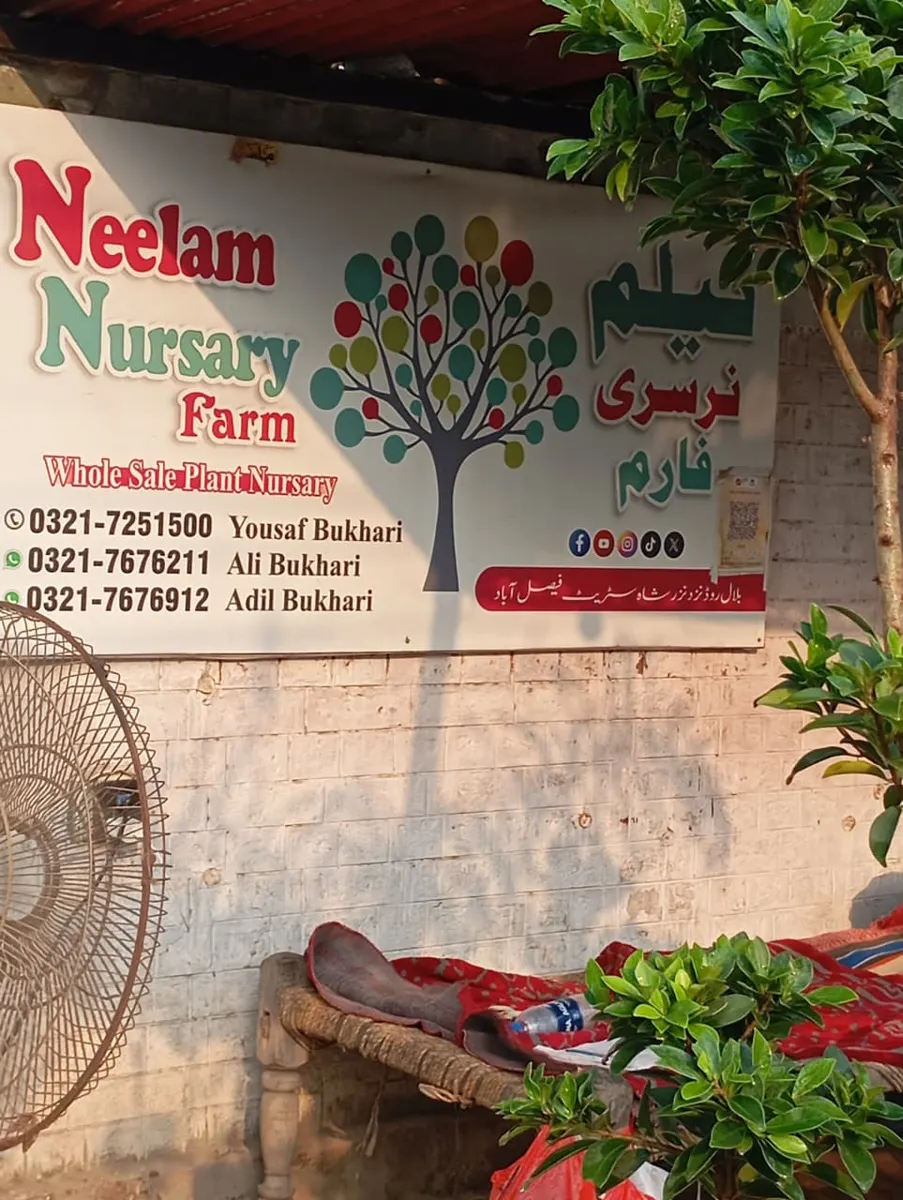 Neelam
Nursary
Farm
Whole Sale Plant Nursary
0321-7251500 Yousaf Bukhari
0321-7676211 Ali Bukhari
0321-7676912 Adil Bukhari
نیلم
نرسری
فارم
بلال روڈ نزد نزر شاہ سٹریٹ فیصل آباد